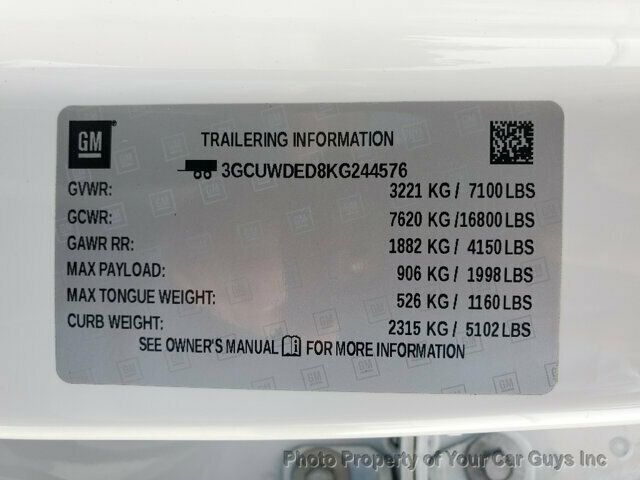 GM
TRAILERING INFORMATION
3GCUWDED8KG244576
GVWR: 3221 KG / 7100 LBS
GCWR: 7620 KG /16800 LBS
GAWR RR: 1882 KG / 4150 LBS
MAX PAYLOAD: 906 KG / 1998 LBS
MAX TONGUE WEIGHT: 526 KG / 1160 LBS
CURB WEIGHT: 2315 KG / 5102 LBS
SEE OWNER'S MANUAL FOR MORE INFORMATION
Photo Property of Your Car Guys Inc